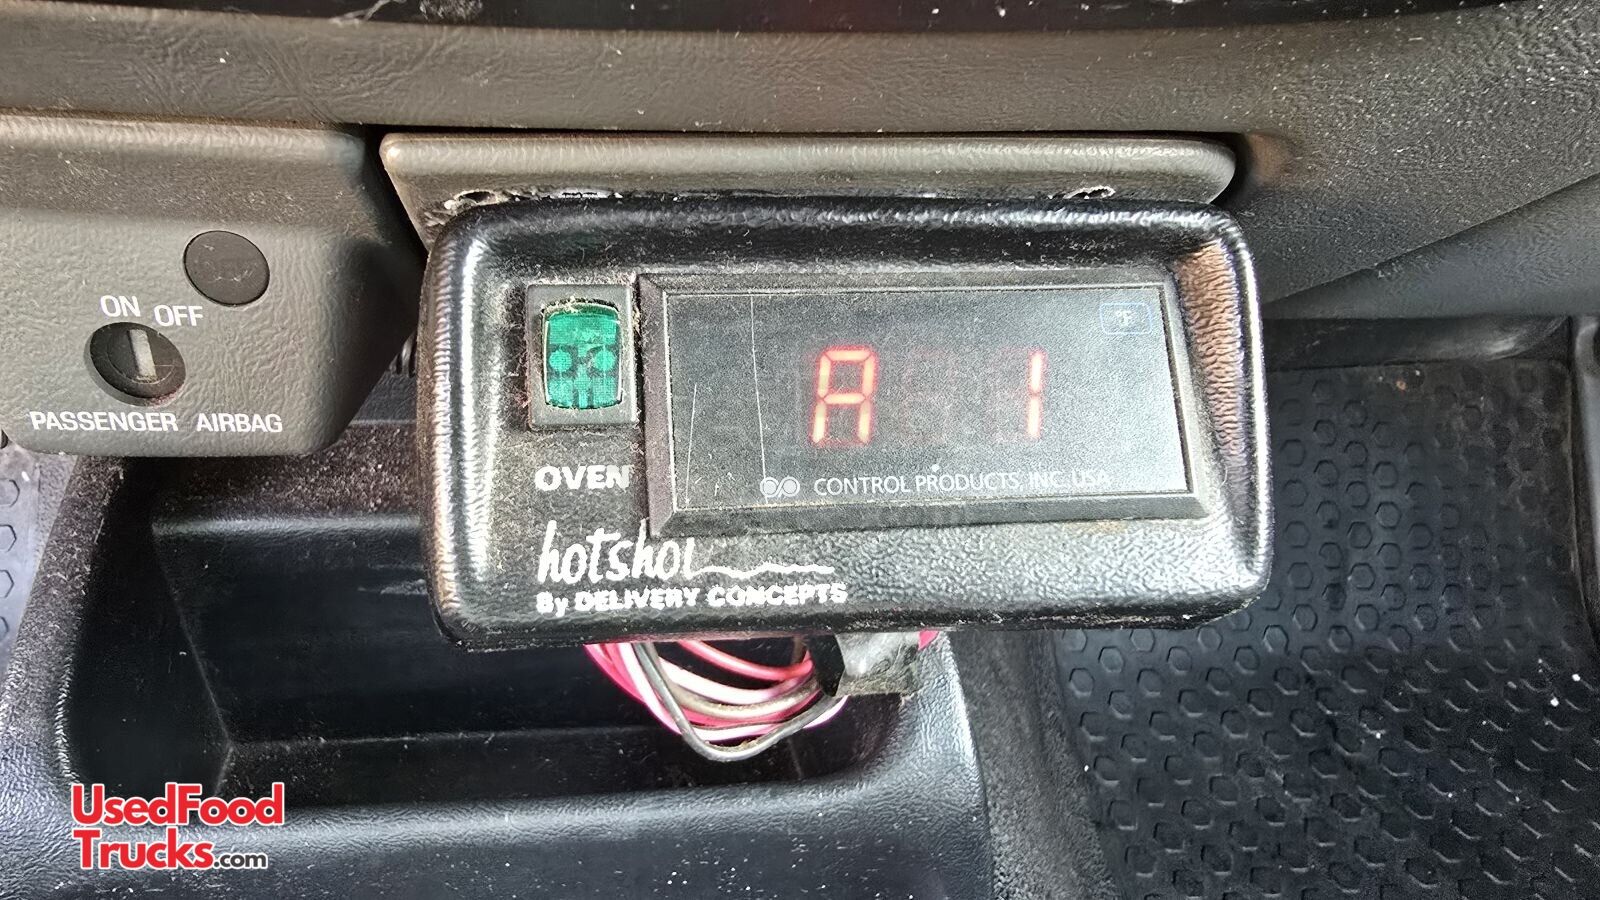 ON OFF
PASSENGER AIRBAG
°F
A 1
CONTROL PRODUCTS, INC. USA
OVEN
hotshot
By DELIVERY CONCEPTS
UsedFood
Trucks.com